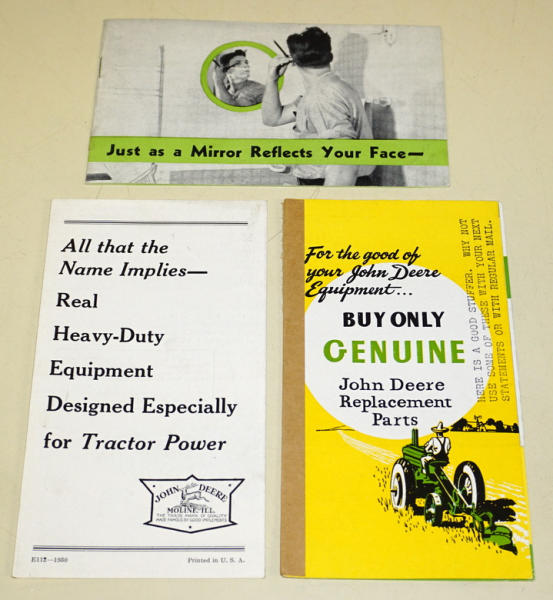 Just as a Mirror Reflects Your Face—
All that the
Name Implies—
Real
Heavy-Duty
Equipment
Designed Especially
for Tractor Power
JOHN DEERE
MOLINE, ILL.
THE TRADE MARK OF QUALITY
MADE FAMOUS BY GOOD IMPLEMENTS
E112—1950
Printed in U. S. A.
For the good of
your John Deere
Equipment...
BUY ONLY
GENUINE
John Deere
Replacement
Parts
HERE IS A GOOD STUFFER. WHY NOT
USE SOME OF THESE WITH YOUR NEXT
STATEMENTS OR WITH REGULAR MAIL.